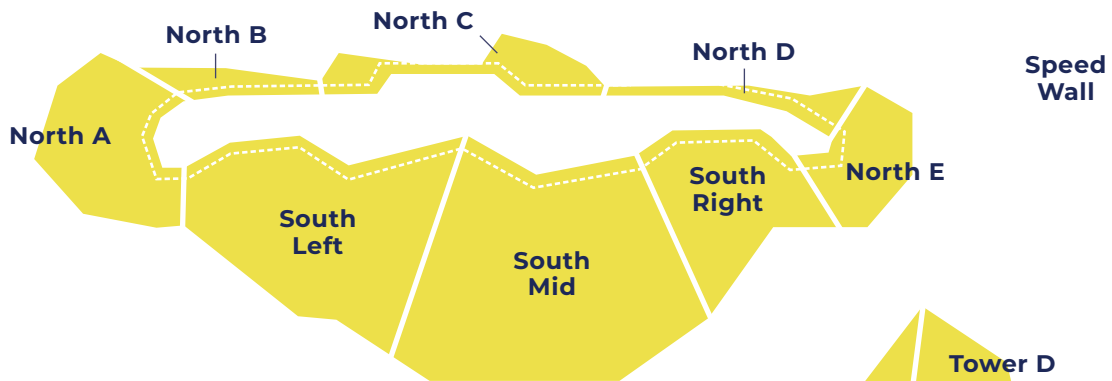 North C
North B
North D
Speed
Wall
North A
North E
South
Right
South
Left
South
Mid
Tower D